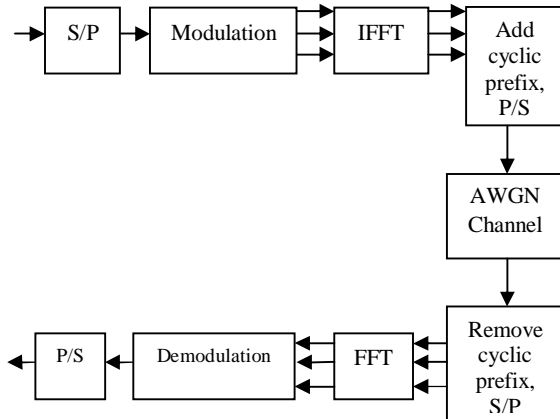 S/P
Modulation
IFFT
Add
cyclic
prefix,
P/S
AWGN
Channel
Remove
cyclic
prefix,
S/P
FFT
Demodulation
P/S